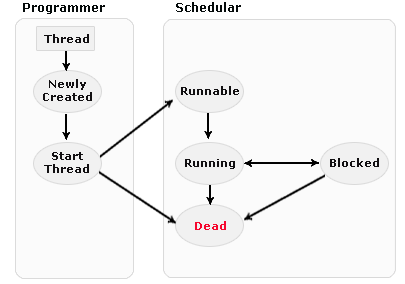 Programmer
Schedular
Thread
Newly
Created
Runnable
Start
Thread
Running
Blocked
Dead